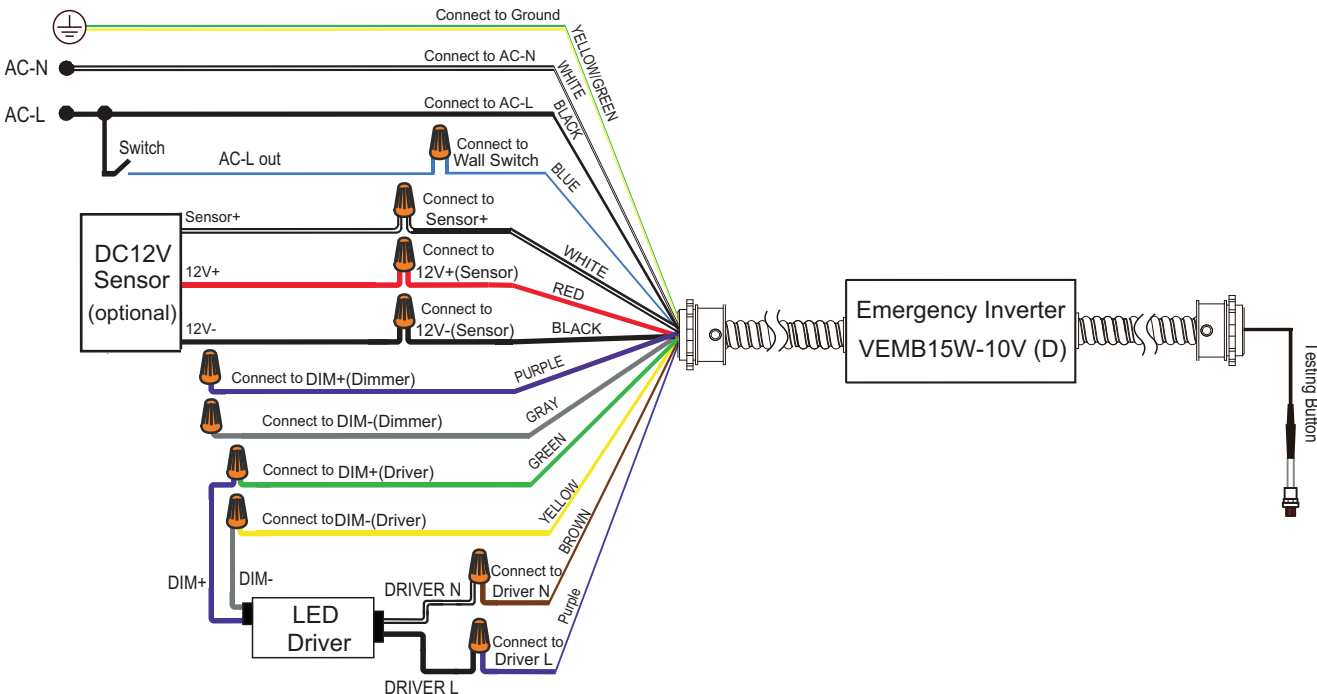 Connect to Ground
YELLOW/GREEN
AC-N
Connect to AC-N
WHITE
AC-L
Connect to AC-L
BLACK
Switch
AC-L out
Connect to
Wall Switch
BLUE
DC12V
Sensor
(optional)
Sensor+
Connect to
Sensor+
WHITE
12V+
Connect to
12V+(Sensor)
RED
12V-
Connect to
12V-(Sensor)
BLACK
Connect to DIM+(Dimmer)
PURPLE
Connect to DIM-(Dimmer)
GRAY
Connect to DIM+(Driver)
GREEN
Connect to DIM-(Driver)
YELLOW
BROWN
DIM+
DIM-
LED
Driver
DRIVER N
Connect to
Driver N
Purple
DRIVER L
Connect to
Driver L
Emergency Inverter
VEMB15W-10V (D)
Testing Button